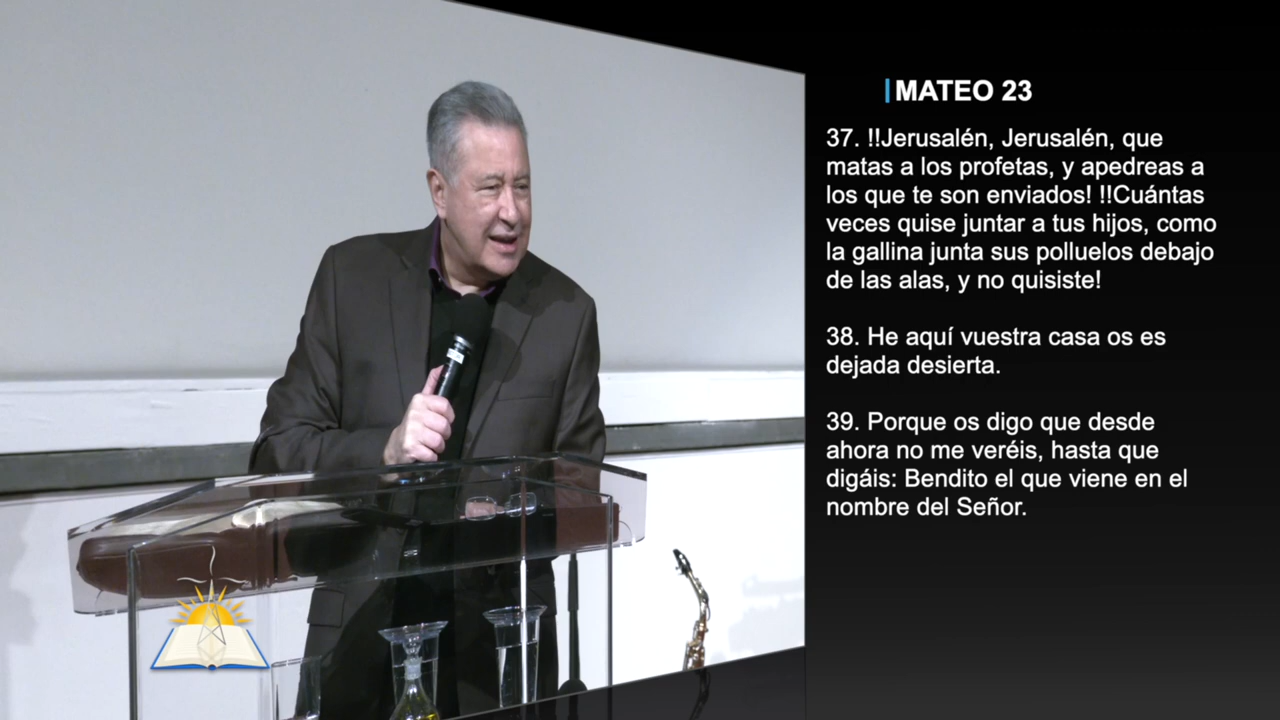 MATEO 23
37. !!Jerusalén, Jerusalén, que
matas a los profetas, y apedreas a
los que te son enviados! !!Cuántas
veces quise juntar a tus hijos, como
la gallina junta sus polluelos debajo
de las alas, y no quisiste!
38. He aquí vuestra casa os es
dejada desierta.
39. Porque os digo que desde
ahora no me veréis, hasta que
digáis: Bendito el que viene en el
nombre del Señor.